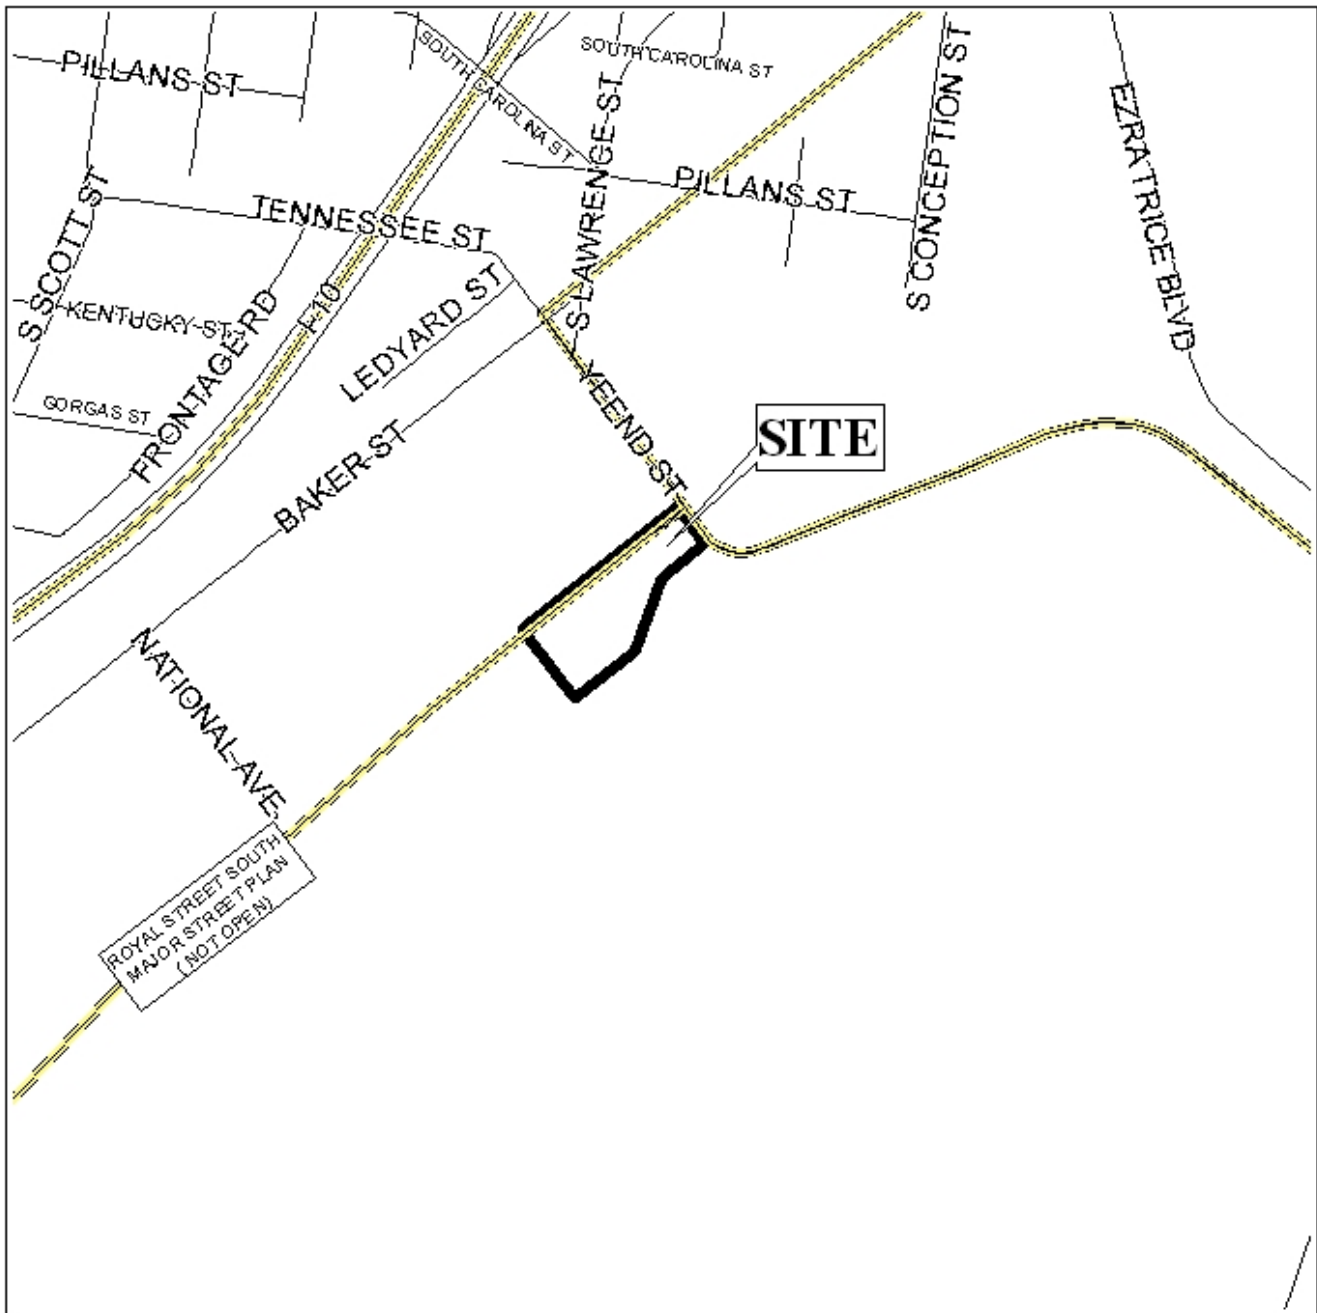 SOUTH CAROLINA ST
SOUTH CAROLINA ST
PILLANS ST
S CONCEPTION ST
EZRA TRICE BLVD
S LAWRENCE ST
PILLANS ST
S SCOTT ST
TENNESSEE ST
KENTUCKY ST
FRONTAGE RD
I-10
LEDYARD ST
GORGAS ST
BAKER ST
YEEND ST
SITE
NATIONAL AVE
ROYAL STREET SOUTH
MAJOR STREET PLAN
(NOT OPEN)